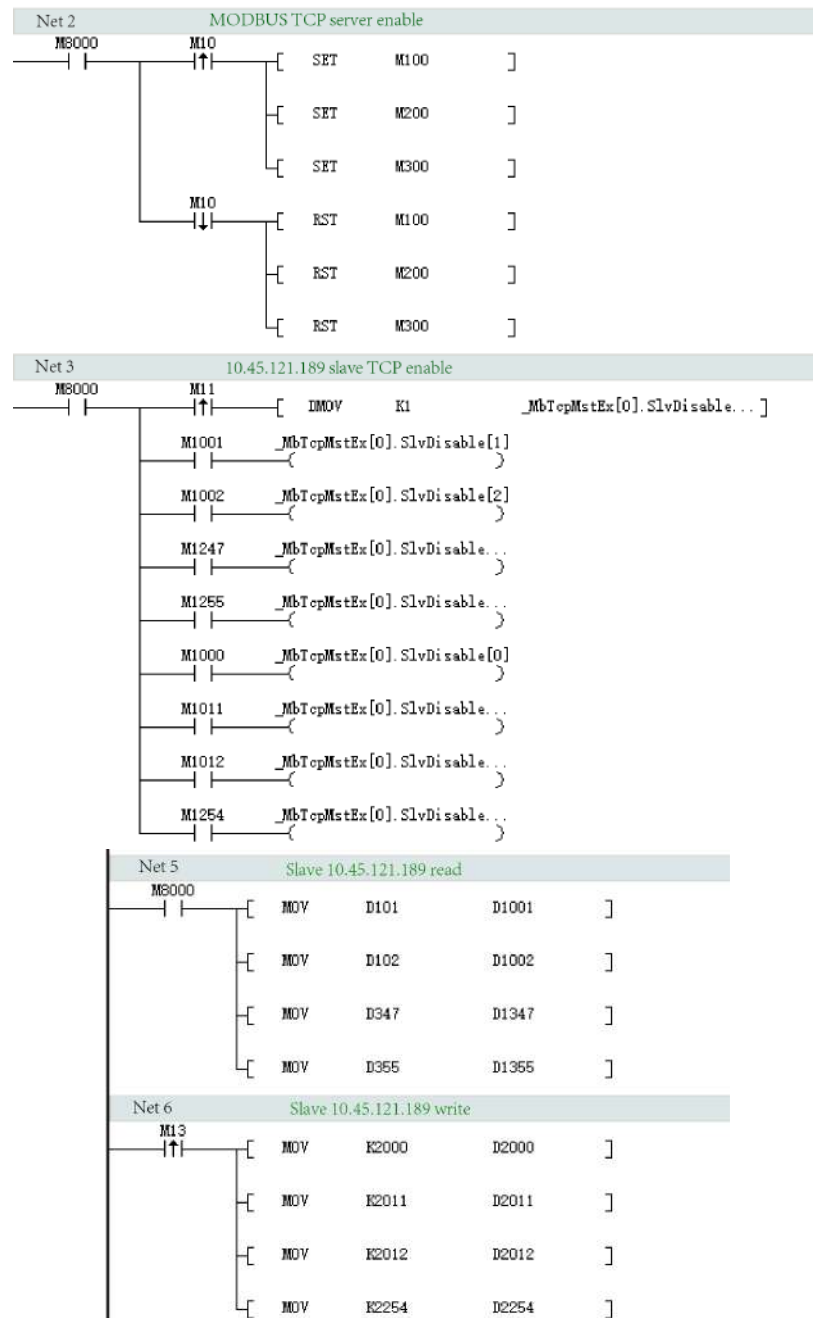 Net 2 MODBUS TCP server enable
M8000 M10
[ SET M100 ]
[ SET M200 ]
[ SET M300 ]
M10
[ RST M100 ]
[ RST M200 ]
[ RST M300 ]
Net 3 10.45.121.189 slave TCP enable
M8000 M11
[ DMOV K1 _MbTcpMstEx[0].SlvDisable... ]
M1001 _MbTcpMstEx[0].SlvDisable[1]
M1002 _MbTcpMstEx[0].SlvDisable[2]
M1247 _MbTcpMstEx[0].SlvDisable...
M1255 _MbTcpMstEx[0].SlvDisable...
M1000 _MbTcpMstEx[0].SlvDisable[0]
M1011 _MbTcpMstEx[0].SlvDisable...
M1012 _MbTcpMstEx[0].SlvDisable...
M1254 _MbTcpMstEx[0].SlvDisable...
Net 5 Slave 10.45.121.189 read
M8000
[ MOV D101 D1001 ]
[ MOV D102 D1002 ]
[ MOV D347 D1347 ]
[ MOV D355 D1355 ]
Net 6 Slave 10.45.121.189 write
M13
[ MOV K2000 D2000 ]
[ MOV K2011 D2011 ]
[ MOV K2012 D2012 ]
[ MOV K2254 D2254 ]